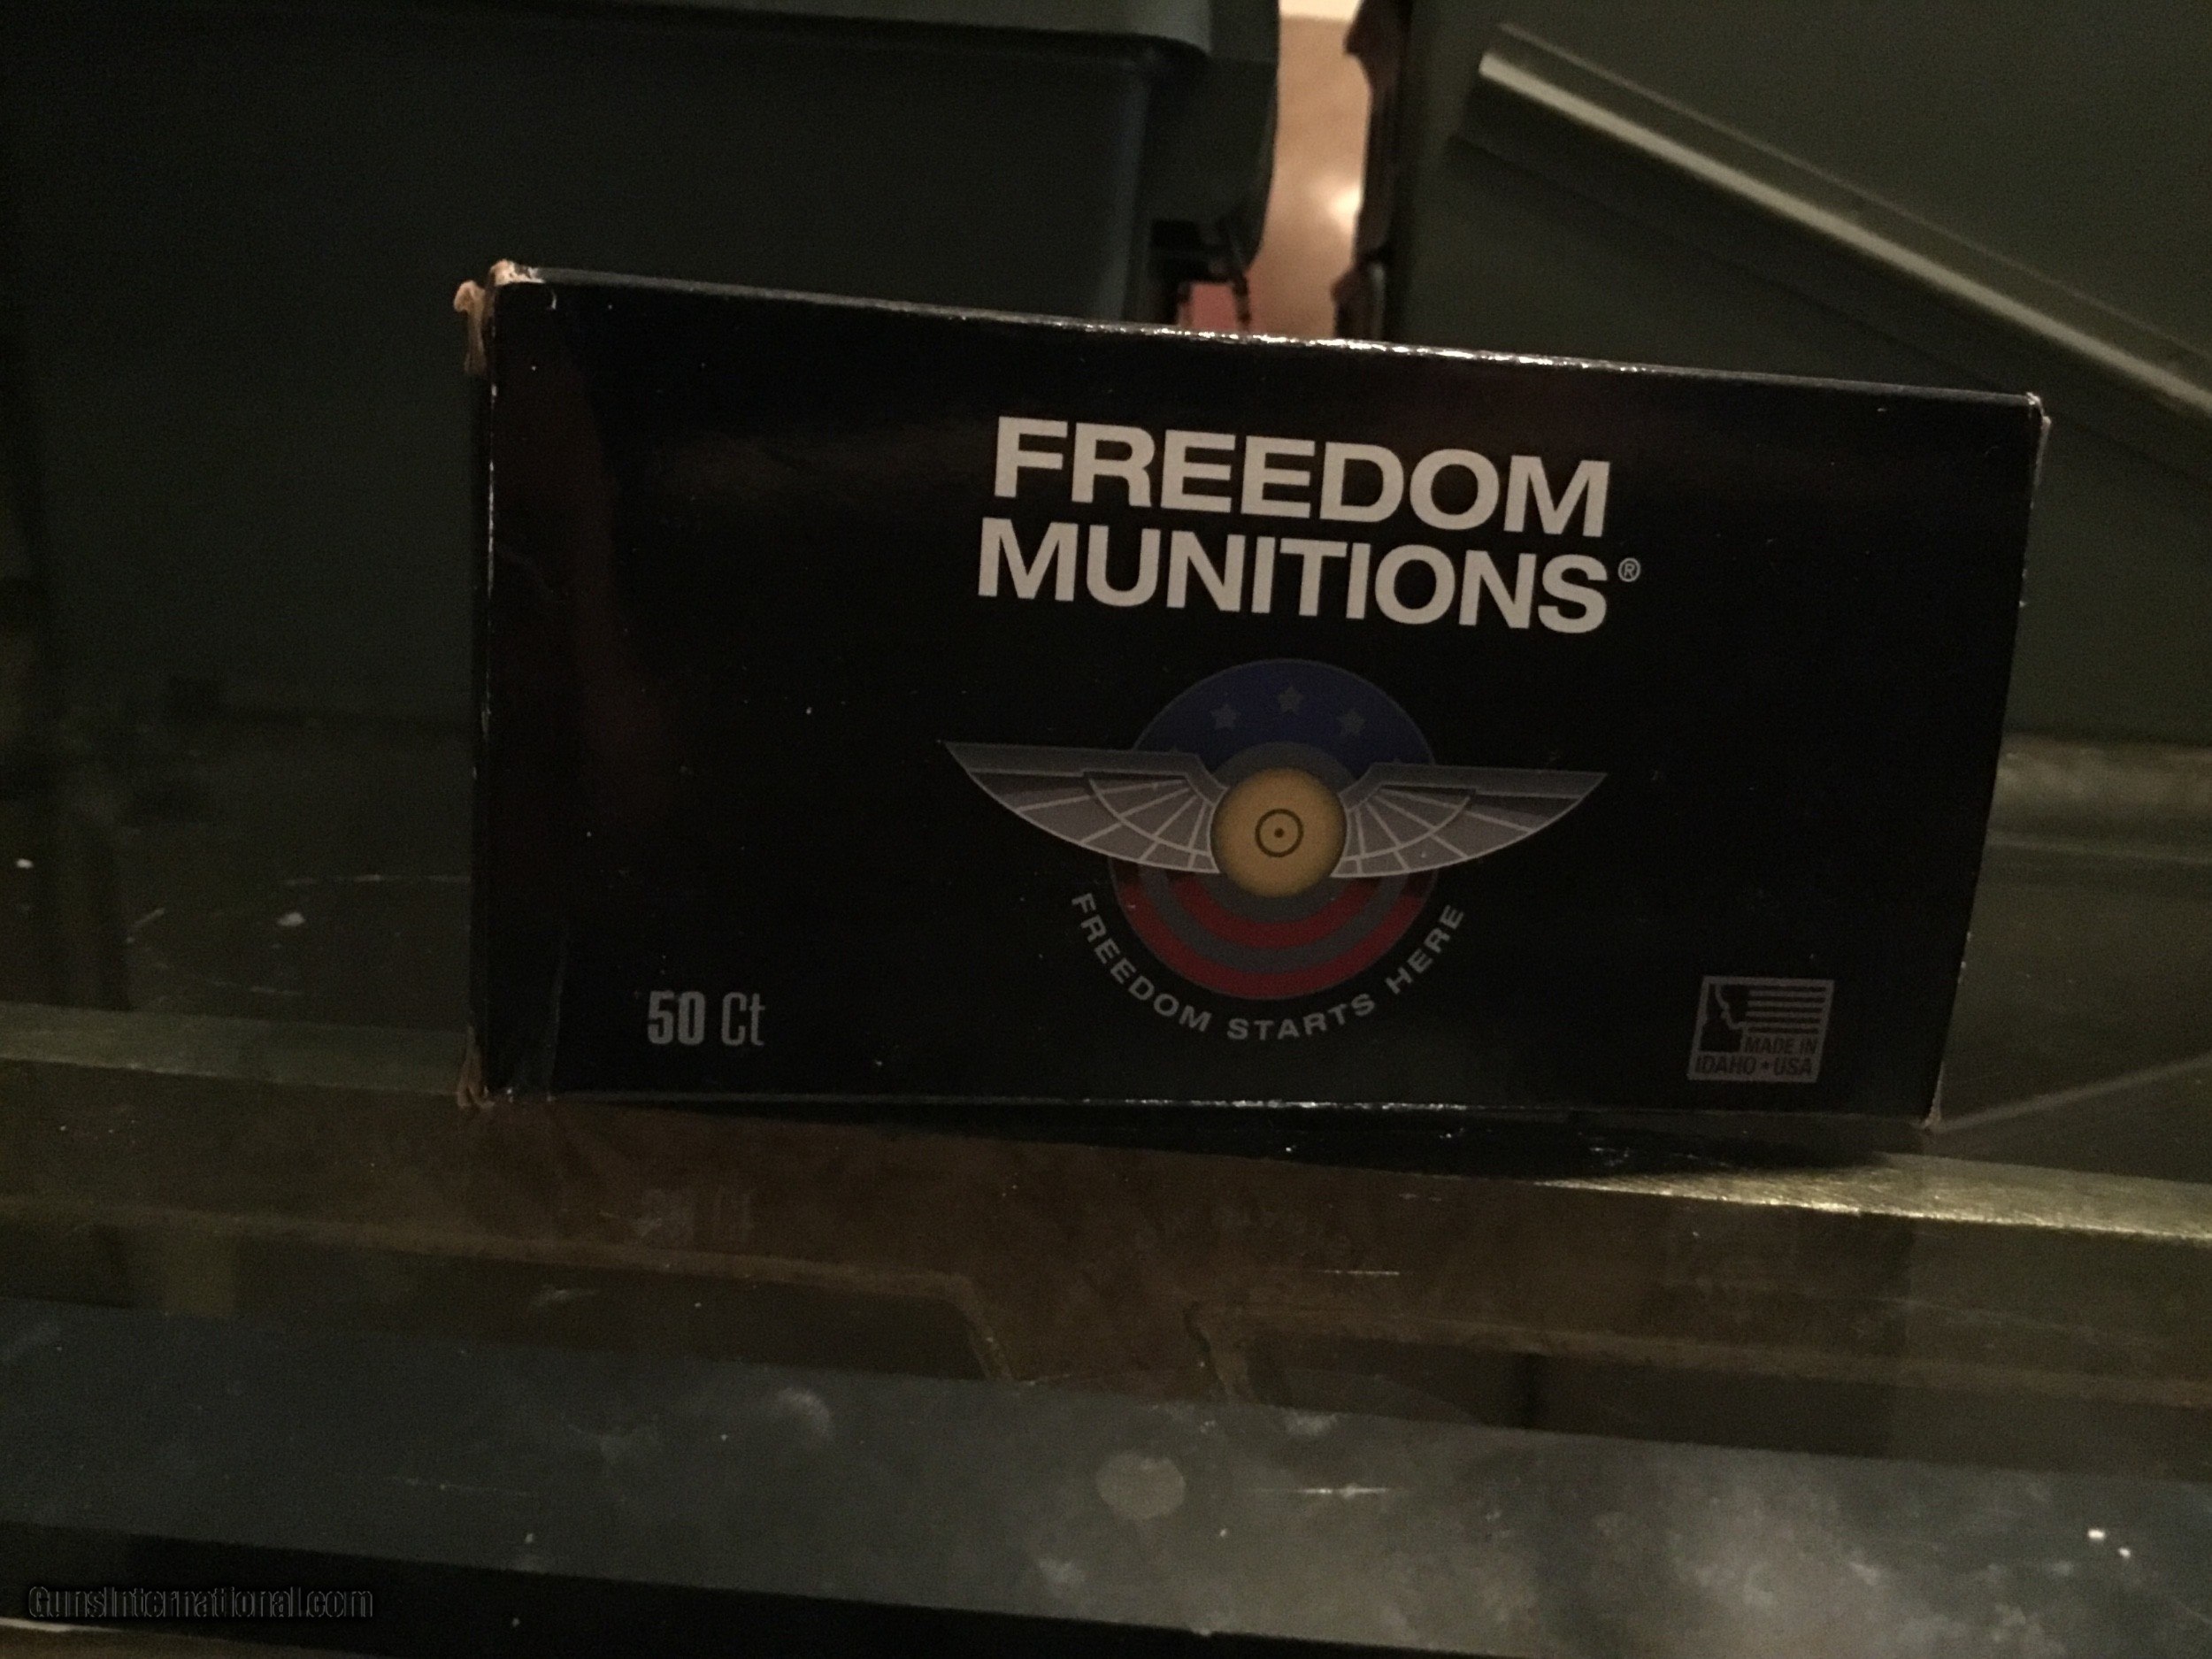 FREEDOM
MUNITIONS®
FREEDOM STARTS HERE
50 Ct
MADE IN
IDAHO★USA
GunsInternational.com